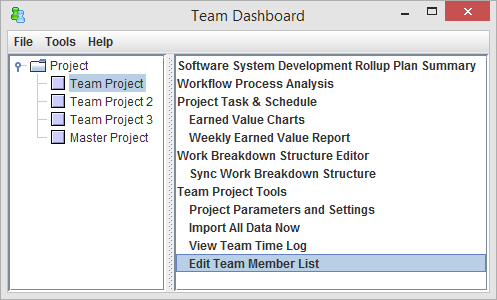 Team Dashboard
File Tools Help
Project
Team Project
Team Project 2
Team Project 3
Master Project
Software System Development Rollup Plan Summary
Workflow Process Analysis
Project Task & Schedule
Earned Value Charts
Weekly Earned Value Report
Work Breakdown Structure Editor
Sync Work Breakdown Structure
Team Project Tools
Project Parameters and Settings
Import All Data Now
View Team Time Log
Edit Team Member List